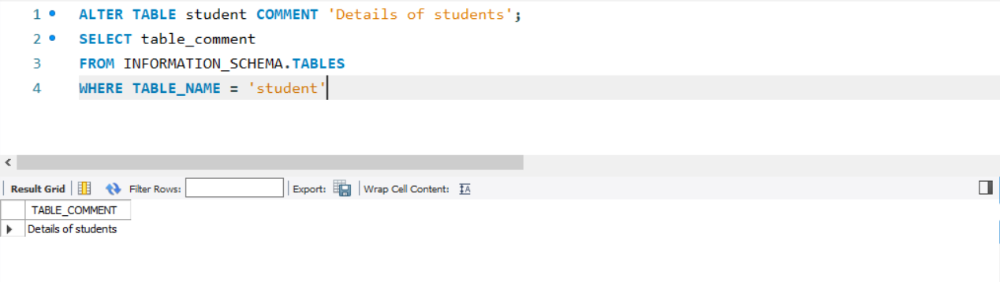 1 ALTER TABLE student COMMENT 'Details of students';
2 SELECT table_comment
3 FROM INFORMATION_SCHEMA.TABLES
4 WHERE TABLE_NAME = 'student'
Result Grid Filter Rows: Export: Wrap Cell Content: IA
TABLE_COMMENT
Details of students